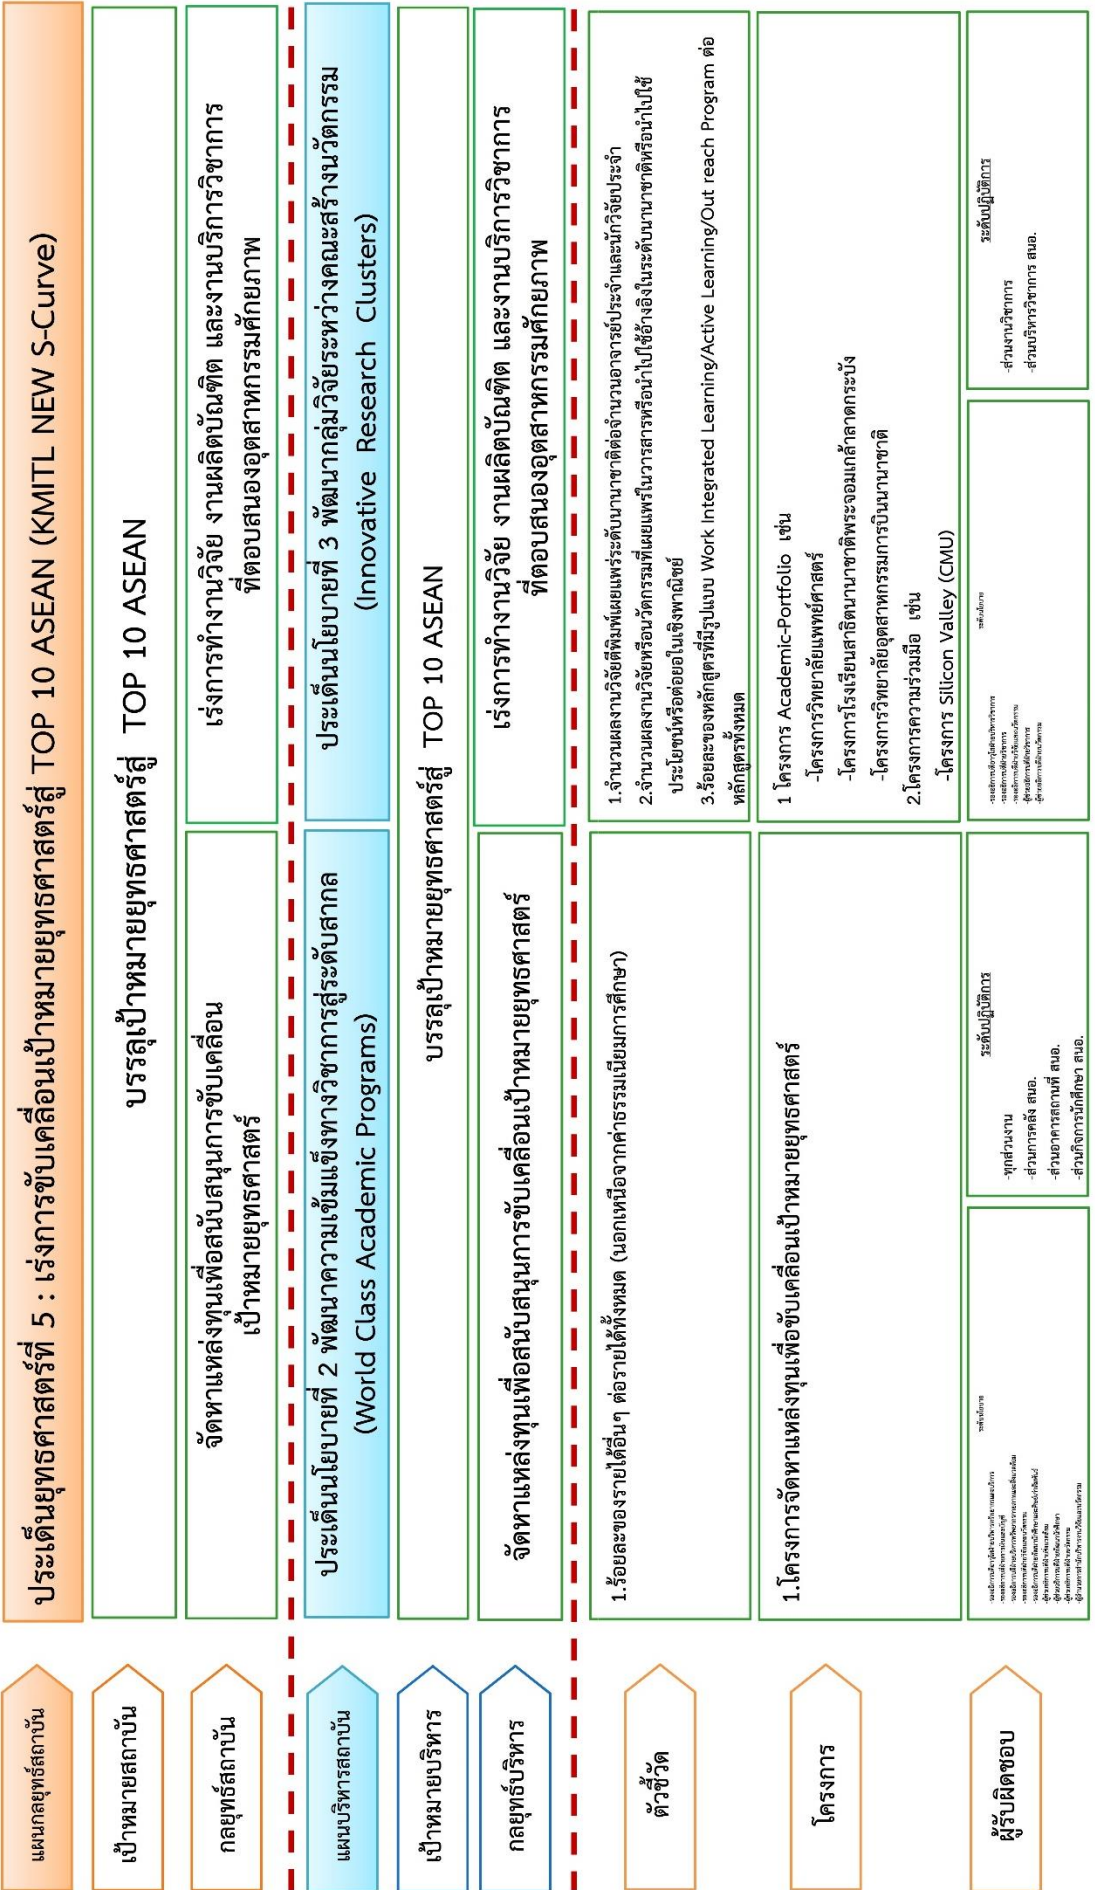 แผนกลยุทธ์สถาบัน
ประเด็นยุทธศาสตร์ที่ 5 : เร่งการขับเคลื่อนเป้าหมายยุทธศาสตร์สู่ TOP 10 ASEAN (KMITL NEW S-Curve)
เป้าหมายสถาบัน
บรรลุเป้าหมายยุทธศาสตร์สู่ TOP 10 ASEAN
กลยุทธ์สถาบัน
จัดหาแหล่งทุนเพื่อสนับสนุนการขับเคลื่อน
เป้าหมายยุทธศาสตร์
เร่งการทำงานวิจัย งานผลิตบัณฑิต และงานบริการวิชาการ
ที่ตอบสนองอุตสาหกรรมศักยภาพ
แผนบริหารสถาบัน
ประเด็นนโยบายที่ 2 พัฒนาความเข้มแข็งทางวิชาการสู่ระดับสากล
(World Class Academic Programs)
ประเด็นนโยบายที่ 3 พัฒนากลุ่มวิจัยระหว่างคณะสร้างนวัตกรรม
(Innovative Research Clusters)
เป้าหมายบริหาร
บรรลุเป้าหมายยุทธศาสตร์สู่ TOP 10 ASEAN
กลยุทธ์บริหาร
จัดหาแหล่งทุนเพื่อสนับสนุนการขับเคลื่อนเป้าหมายยุทธศาสตร์
เร่งการทำงานวิจัย งานผลิตบัณฑิต และงานบริการวิชาการ
ที่ตอบสนองอุตสาหกรรมศักยภาพ
ตัวชี้วัด
1.ร้อยละของรายได้อื่นๆ ต่อรายได้ทั้งหมด (นอกเหนือจากค่าธรรมเนียมการศึกษา)
1.จำนวนผลงานวิจัยตีพิมพ์เผยแพร่ระดับนานาชาติต่อจำนวนอาจารย์ประจำและนักวิจัยประจำ
2.จำนวนผลงานวิจัยหรือนวัตกรรมที่เผยแพร่ในวารสารหรือนำไปใช้อ้างอิงในระดับนานาชาติหรือนำไปใช้
ประโยชน์หรือต่อยอในเชิงพาณิชย์
3.ร้อยละของหลักสูตรที่มีรูปแบบ Work Integrated Learning/Active Learning/Out reach Program ต่อ
หลักสูตรทั้งหมด
โครงการ
1.โครงการจัดหาแหล่งทุนเพื่อขับเคลื่อนเป้าหมายยุทธศาสตร์
1 โครงการ Academic-Portfolio เช่น
-โครงการวิทยาลัยแพทย์ศาสตร์
-โครงการโรงเรียนสาธิตนานาชาติพระจอมเกล้าลาดกระบัง
-โครงการวิทยาลัยอุตสาหกรรมการบินนานาชาติ
2.โครงการความร่วมมือ เช่น
-โครงการ Silicon Valley (CMU)
ผู้รับผิดชอบ
ระดับนโยบาย
ระดับปฏิบัติการ
-ทุกส่วนงาน
-ส่วนการคลัง สนอ.
-ส่วนอาคารสถานที่ สนอ.
-ส่วนกิจการนักศึกษา สนอ.
ระดับนโยบาย
ระดับปฏิบัติการ
-ส่วนงานวิชาการ
-ส่วนบริหารวิชาการ สนอ.